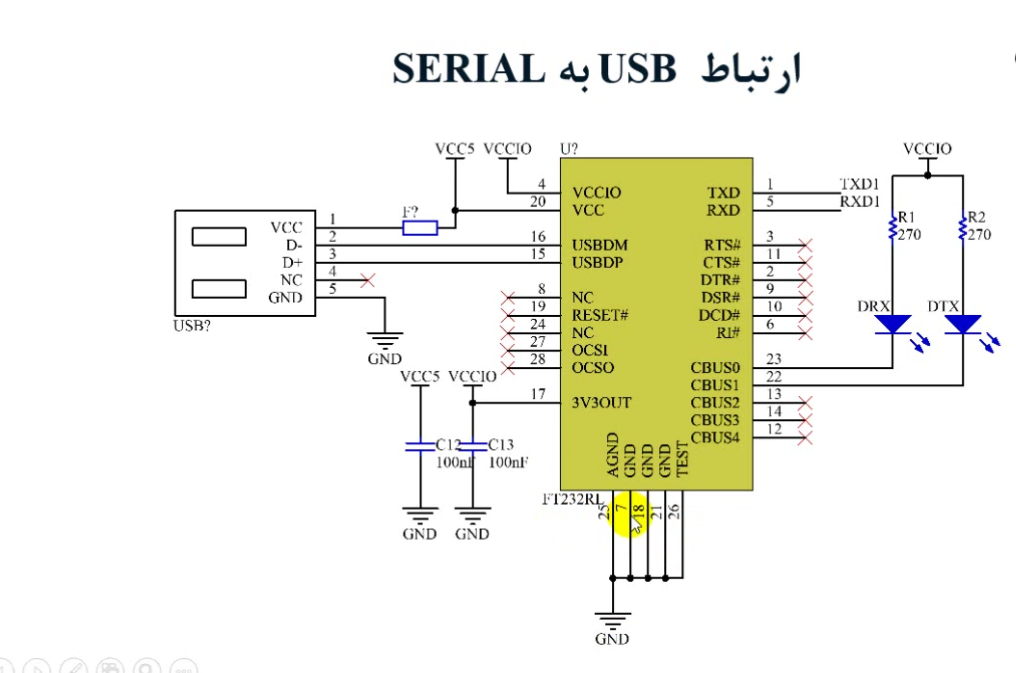 ارتباط USB به SERIAL
VCC5 VCCIO U? VCCIO
4 VCCIO TXD 1 TXD1
20 VCC RXD 5 RXD1
F?
R1 R2
270 270
VCC 1
D- 2 16 USBDM RTS# 3
D+ 3 15 USBDP CTS# 11
NC 4 DTR# 2
GND 5 8 NC DSR# 9
19 RESET# DCD# 10 DRX DTX
USB? 24 NC RI# 6
27 OCSI
GND 28 OCSO CBUS0 23
VCC5 VCCIO CBUS1 22
17 3V3OUT CBUS2 13
CBUS3 14
CBUS4 12
C12 C13
100nF 100nF
AGND GND GND GND TEST
FT232RL
25 7 18 21 26
GND GND
GND